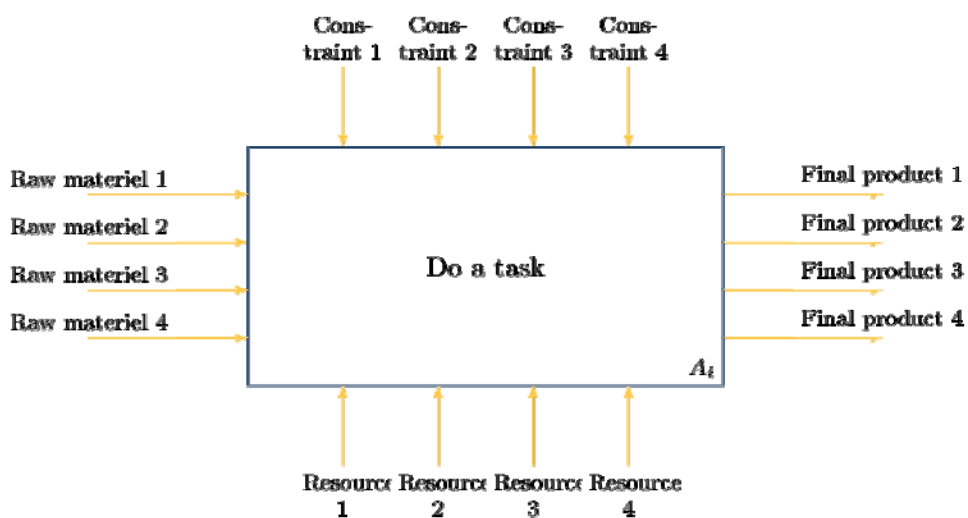 Cons- Cons- Cons- Cons-
traint 1 traint 2 traint 3 traint 4
Raw materiel 1
Raw materiel 2
Raw materiel 3
Raw materiel 4
Do a task
A_i
Final product 1
Final product 2
Final product 3
Final product 4
Resource Resource Resource Resource
1 2 3 4